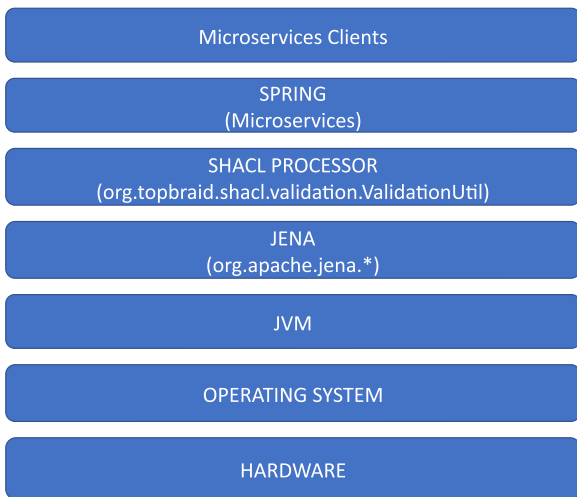 Microservices Clients
SPRING
(Microservices)
SHACL PROCESSOR
(org.topbraid.shacl.validation.ValidationUtil)
JENA
(org.apache.jena.*)
JVM
OPERATING SYSTEM
HARDWARE